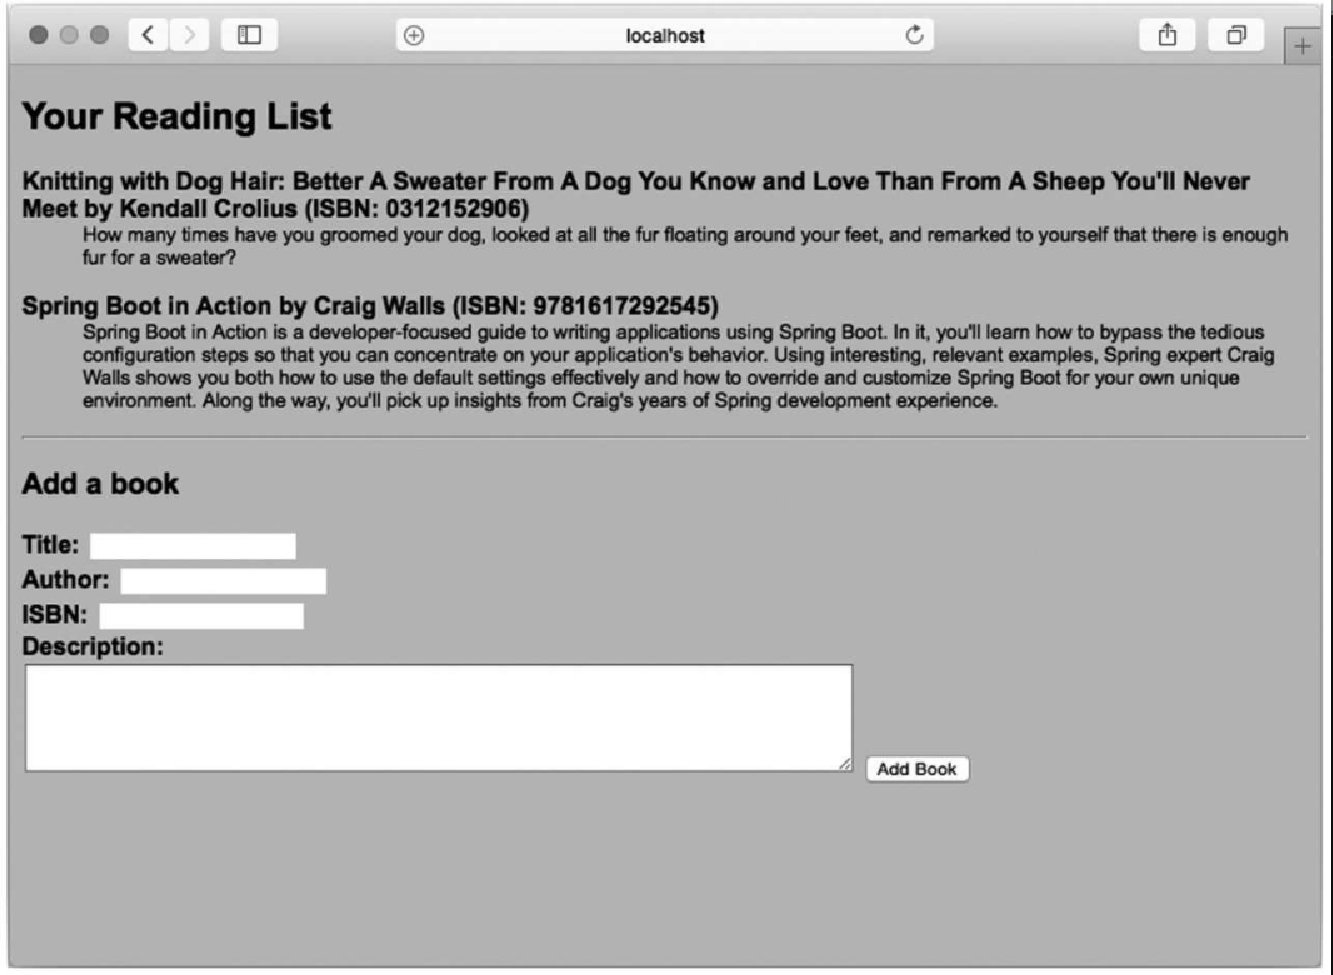 localhost
Your Reading List
Knitting with Dog Hair: Better A Sweater From A Dog You Know and Love Than From A Sheep You'll Never
Meet by Kendall Crolius (ISBN: 0312152906)
How many times have you groomed your dog, looked at all the fur floating around your feet, and remarked to yourself that there is enough
fur for a sweater?
Spring Boot in Action by Craig Walls (ISBN: 9781617292545)
Spring Boot in Action is a developer-focused guide to writing applications using Spring Boot. In it, you'll learn how to bypass the tedious
configuration steps so that you can concentrate on your application's behavior. Using interesting, relevant examples, Spring expert Craig
Walls shows you both how to use the default settings effectively and how to override and customize Spring Boot for your own unique
environment. Along the way, you'll pick up insights from Craig's years of Spring development experience.
Add a book
Title:
Author:
ISBN:
Description:
Add Book